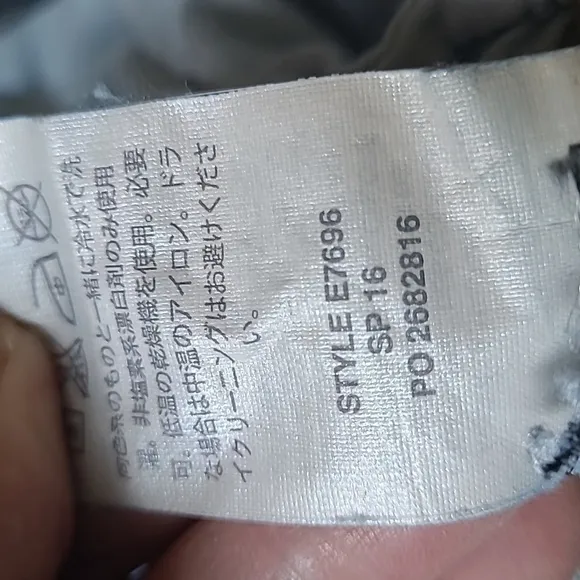 同色系のものと一緒に冷水で洗
濯。非塩素系漂白剤のみ使用
可。低温の乾燥機を使用。必要
な場合は中温のアイロン。ドラ
イクリーニングはお避けくださ
い。
STYLE E7696
SP 16
PO 2682816